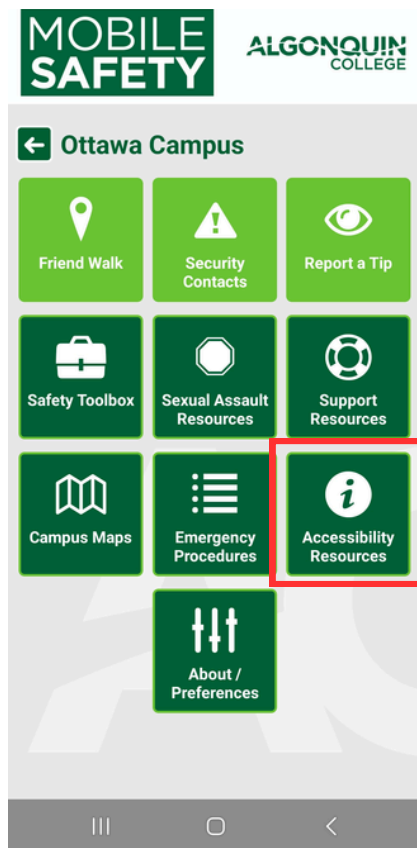 MOBILE
SAFETY
ALGONQUIN
COLLEGE
Ottawa Campus
Friend Walk
Security
Contacts
Report a Tip
Safety Toolbox
Sexual Assault
Resources
Support
Resources
Campus Maps
Emergency
Procedures
Accessibility
Resources
About /
Preferences